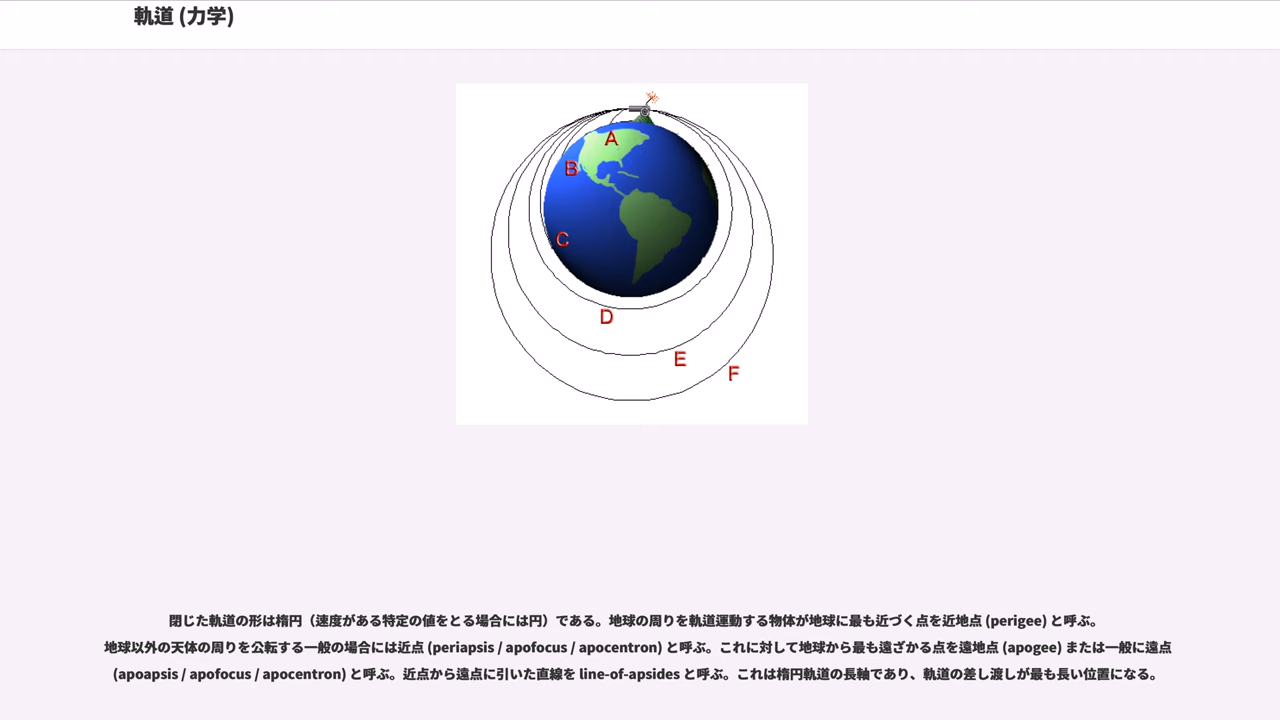 軌道 (力学)
A
B
C
D
E
F
閉じた軌道の形は楕円（速度がある特定の値をとる場合には円）である。地球の周りを軌道運動する物体が地球に最も近づく点を近地点 (perigee) と呼ぶ。
地球以外の天体の周りを公転する一般の場合には近点 (periapsis / apofocus / apocentron) と呼ぶ。これに対して地球から最も遠ざかる点を遠地点 (apogee) または一般に遠点
(apoapsis / apofocus / apocentron) と呼ぶ。近点から遠点に引いた直線を line-of-apsides と呼ぶ。これは楕円軌道の長軸であり、軌道の差し渡しが最も長い位置になる。